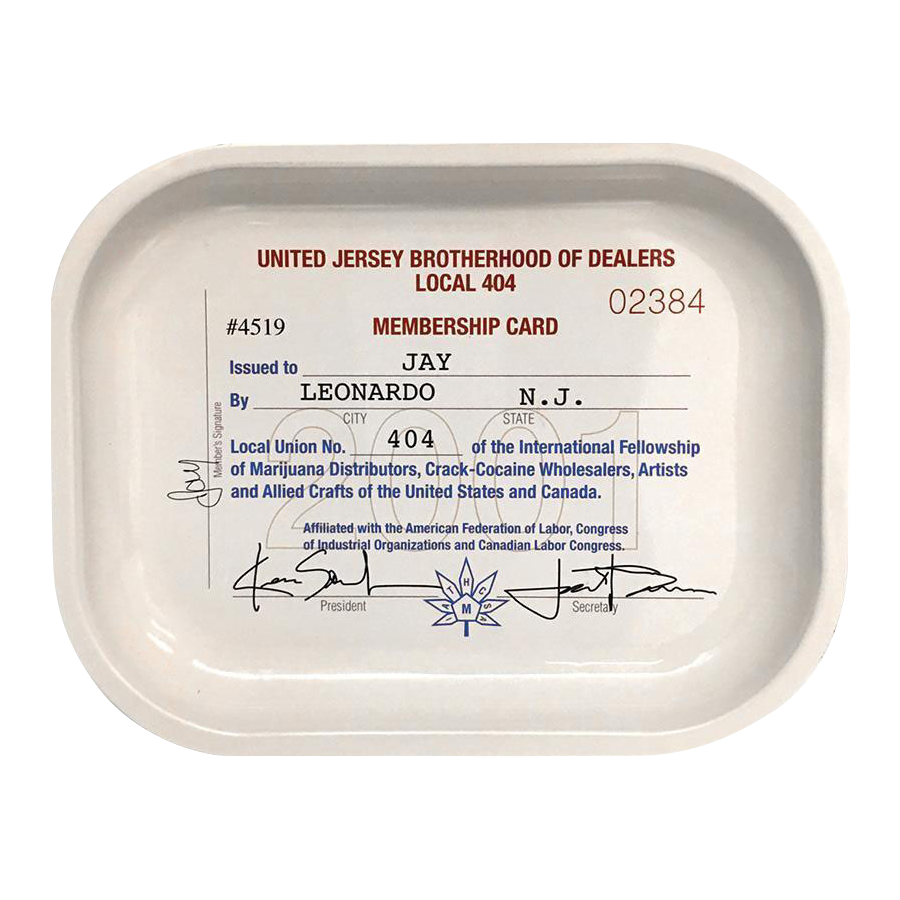 UNITED JERSEY BROTHERHOOD OF DEALERS
LOCAL 404
02384
#4519
MEMBERSHIP CARD
Issued to JAY
By LEONARDO N.J.
CITY STATE
2001
Local Union No. 404 of the International Fellowship
of Marijuana Distributors, Crack-Cocaine Wholesalers, Artists
and Allied Crafts of the United States and Canada.
Affiliated with the American Federation of Labor, Congress
of Industrial Organizations and Canadian Labor Congress.
President Secretary
Member's Signature
Jay
I A T H C S A
M